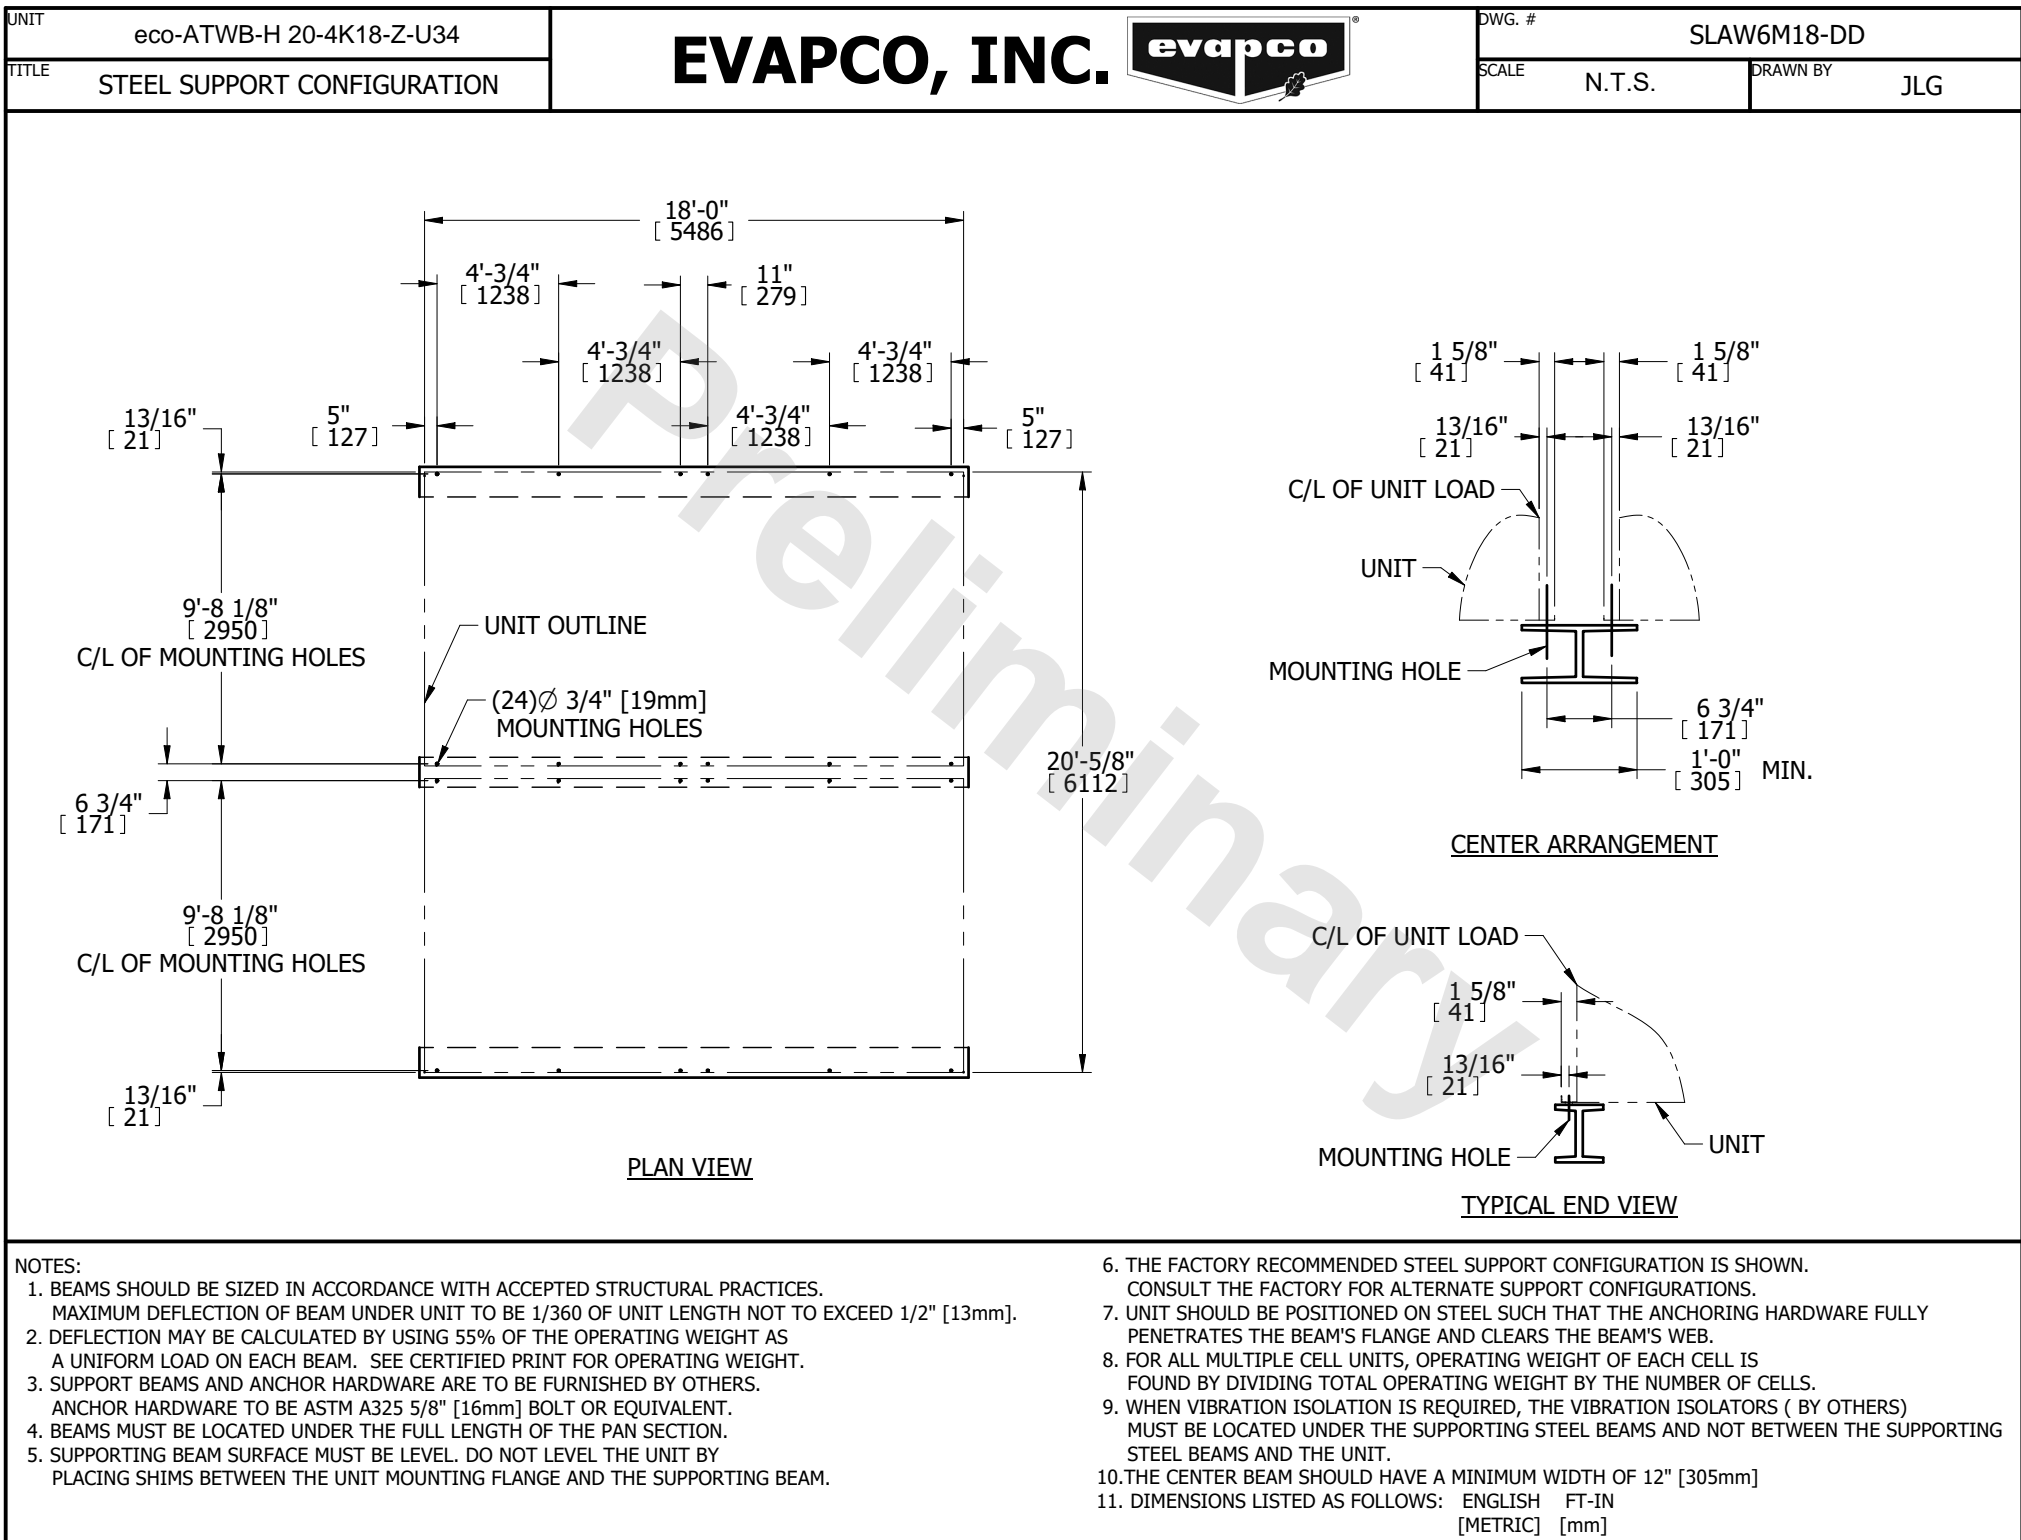 UNIT
eco-ATWB-H 20-4K18-Z-U34
TITLE
STEEL SUPPORT CONFIGURATION
EVAPCO, INC.
evapco
®
DWG. #
SLAW6M18-DD
SCALE
N.T.S.
DRAWN BY
JLG
18'-0"
[ 5486 ]
4'-3/4"
[ 1238 ]
11"
[ 279 ]
4'-3/4"
[ 1238 ]
4'-3/4"
[ 1238 ]
13/16"
[ 21 ]
5"
[ 127 ]
4'-3/4"
[ 1238 ]
5"
[ 127 ]
9'-8 1/8"
[ 2950 ]
C/L OF MOUNTING HOLES
UNIT OUTLINE
(24)∅ 3/4" [19mm]
MOUNTING HOLES
6 3/4"
[ 171 ]
20'-5/8"
[ 6112 ]
9'-8 1/8"
[ 2950 ]
C/L OF MOUNTING HOLES
13/16"
[ 21 ]
PLAN VIEW
Preliminary
1 5/8"
[ 41 ]
1 5/8"
[ 41 ]
13/16"
[ 21 ]
13/16"
[ 21 ]
C/L OF UNIT LOAD
UNIT
MOUNTING HOLE
6 3/4"
[ 171 ]
1'-0"
[ 305 ]
MIN.
CENTER ARRANGEMENT
C/L OF UNIT LOAD
1 5/8"
[ 41 ]
13/16"
[ 21 ]
MOUNTING HOLE
UNIT
TYPICAL END VIEW
NOTES:
1. BEAMS SHOULD BE SIZED IN ACCORDANCE WITH ACCEPTED STRUCTURAL PRACTICES.
MAXIMUM DEFLECTION OF BEAM UNDER UNIT TO BE 1/360 OF UNIT LENGTH NOT TO EXCEED 1/2" [13mm].
2. DEFLECTION MAY BE CALCULATED BY USING 55% OF THE OPERATING WEIGHT AS
A UNIFORM LOAD ON EACH BEAM. SEE CERTIFIED PRINT FOR OPERATING WEIGHT.
3. SUPPORT BEAMS AND ANCHOR HARDWARE ARE TO BE FURNISHED BY OTHERS.
ANCHOR HARDWARE TO BE ASTM A325 5/8" [16mm] BOLT OR EQUIVALENT.
4. BEAMS MUST BE LOCATED UNDER THE FULL LENGTH OF THE PAN SECTION.
5. SUPPORTING BEAM SURFACE MUST BE LEVEL. DO NOT LEVEL THE UNIT BY
PLACING SHIMS BETWEEN THE UNIT MOUNTING FLANGE AND THE SUPPORTING BEAM.
6. THE FACTORY RECOMMENDED STEEL SUPPORT CONFIGURATION IS SHOWN.
CONSULT THE FACTORY FOR ALTERNATE SUPPORT CONFIGURATIONS.
7. UNIT SHOULD BE POSITIONED ON STEEL SUCH THAT THE ANCHORING HARDWARE FULLY
PENETRATES THE BEAM'S FLANGE AND CLEARS THE BEAM'S WEB.
8. FOR ALL MULTIPLE CELL UNITS, OPERATING WEIGHT OF EACH CELL IS
FOUND BY DIVIDING TOTAL OPERATING WEIGHT BY THE NUMBER OF CELLS.
9. WHEN VIBRATION ISOLATION IS REQUIRED, THE VIBRATION ISOLATORS ( BY OTHERS)
MUST BE LOCATED UNDER THE SUPPORTING STEEL BEAMS AND NOT BETWEEN THE SUPPORTING
STEEL BEAMS AND THE UNIT.
10.THE CENTER BEAM SHOULD HAVE A MINIMUM WIDTH OF 12" [305mm]
11. DIMENSIONS LISTED AS FOLLOWS: ENGLISH FT-IN
[METRIC] [mm]